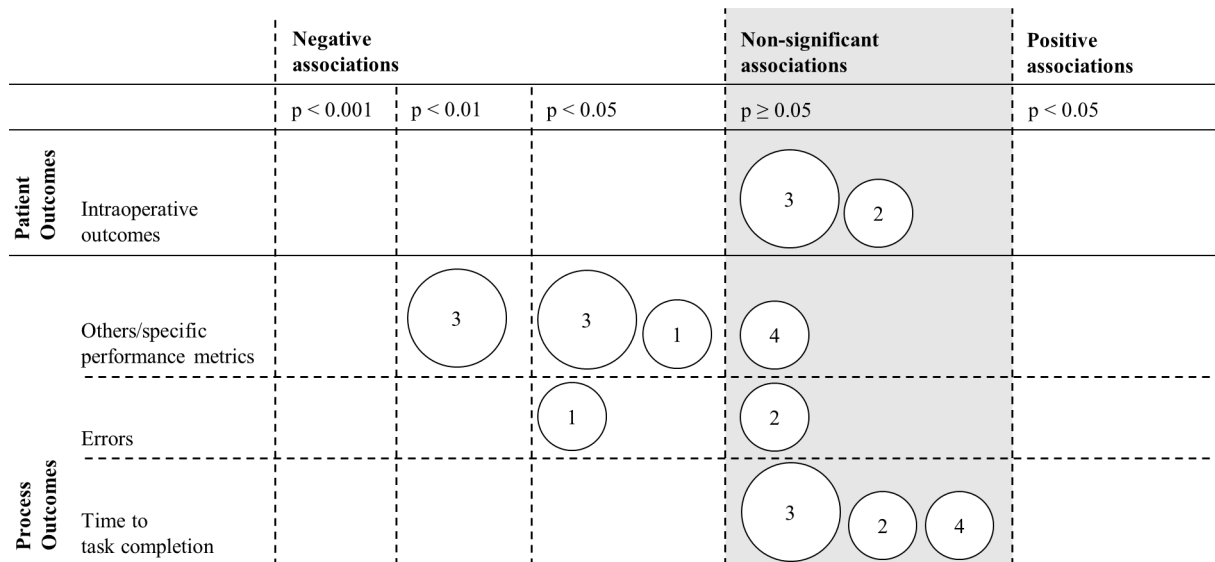 Negative
associations
Non-significant
associations
Positive
associations
p < 0.001
p < 0.01
p < 0.05
p ≥ 0.05
p < 0.05
Patient
Outcomes
Intraoperative
outcomes
3
2
Others/specific
performance metrics
3
3
1
4
Errors
1
2
Process
Outcomes
Time to
task completion
3
2
4